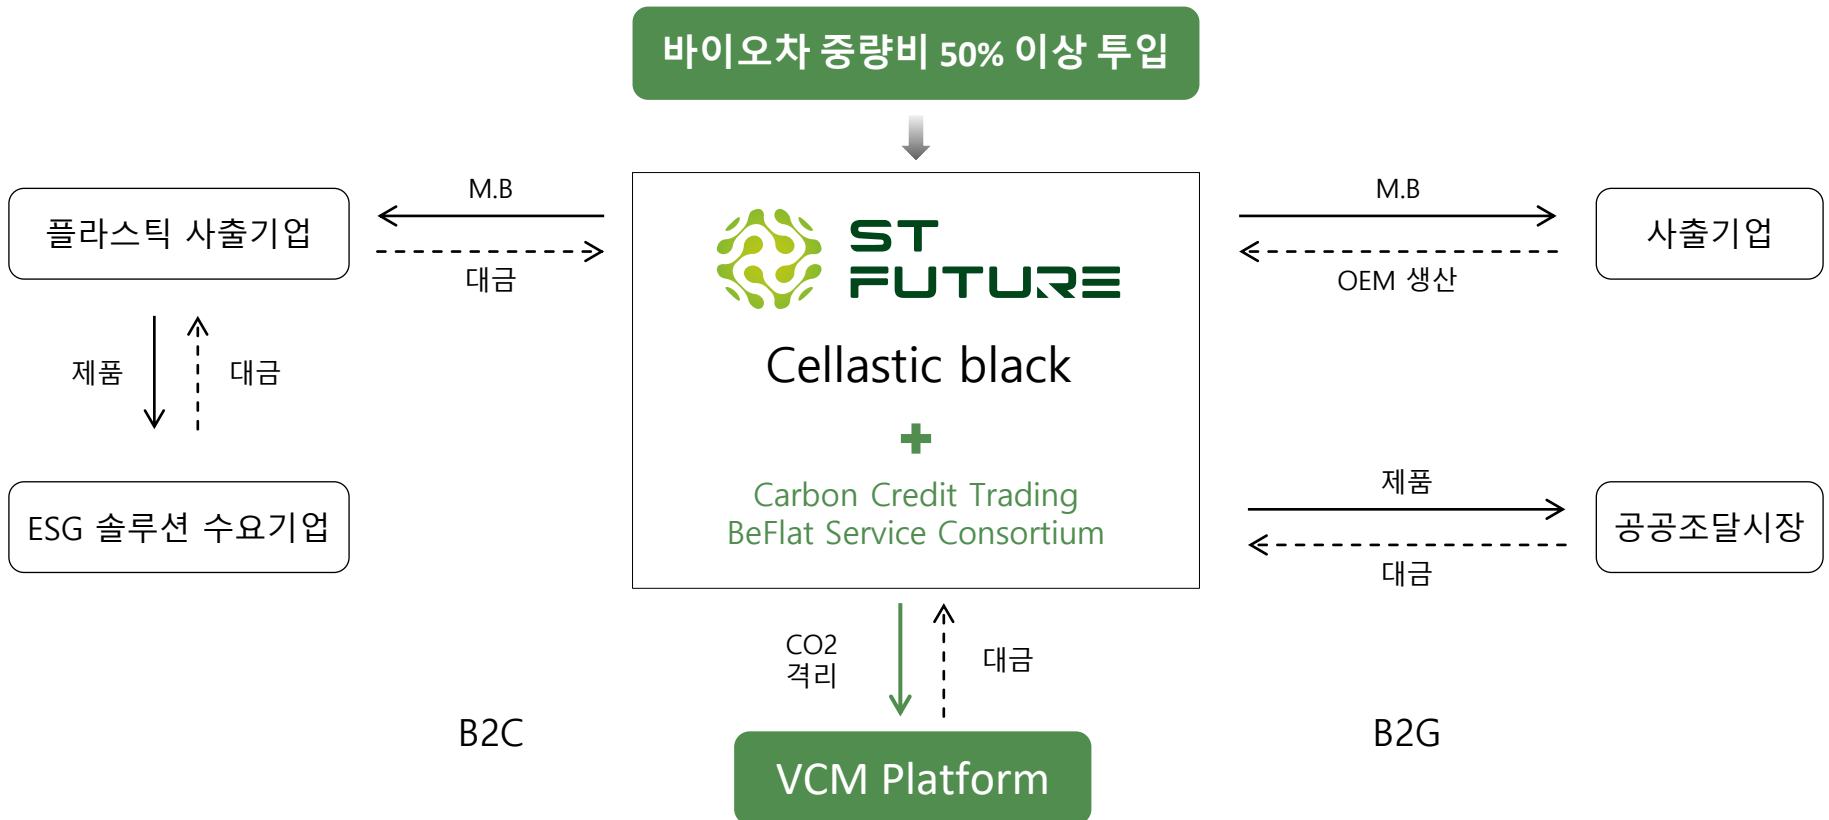 바이오차 중량비 50% 이상 투입
M.B
M.B
플라스틱 사출기업
ST
FUTURE
사출기업
대금
OEM 생산
Cellastic black
제품
대금
제품
Carbon Credit Trading
BeFlat Service Consortium
ESG 솔루션 수요기업
공공조달시장
대금
CO2
격리
대금
B2C
B2G
VCM Platform